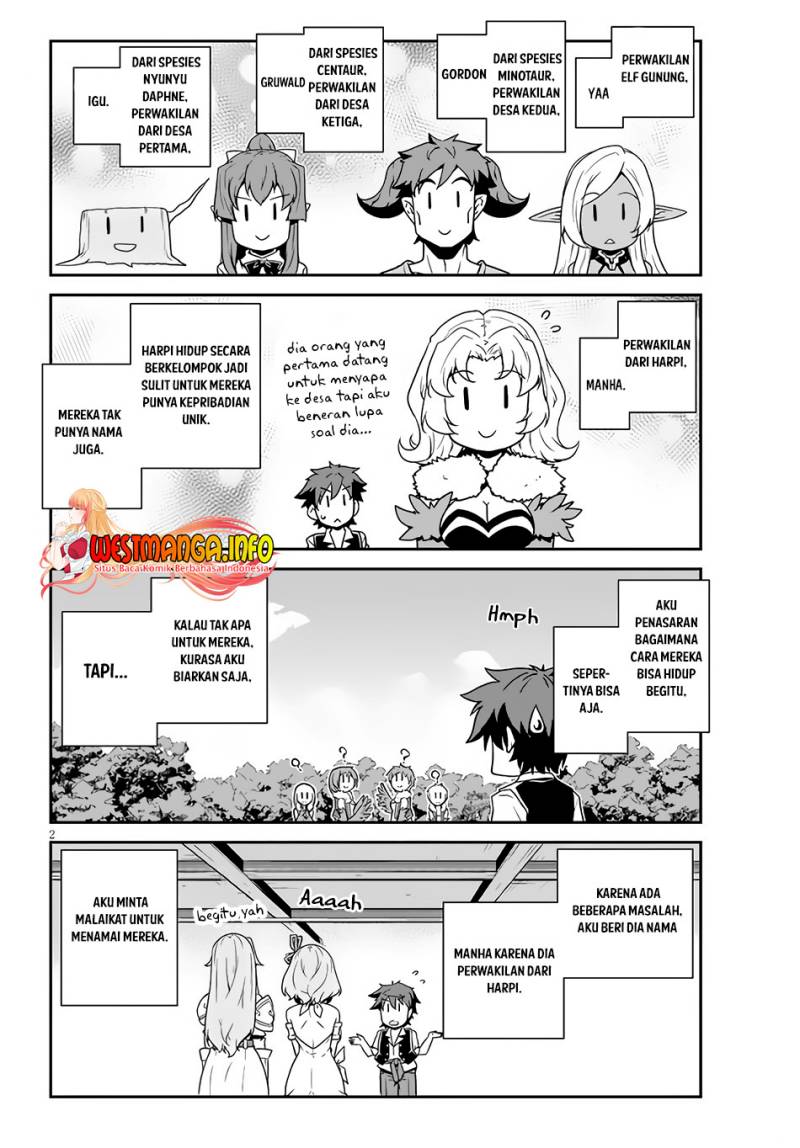 PERWAKILAN
ELF GUNUNG,
YAA
DARI SPESIES
MINOTAUR,
PERWAKILAN
DESA KEDUA,
GORDON
DARI SPESIES
CENTAUR,
PERWAKILAN
DARI DESA
KETIGA,
GRUWALD
DARI SPESIES
NYUNYU
DAPHNE,
PERWAKILAN
DARI DESA
PERTAMA,
IGU.
PERWAKILAN
DARI HARPI,
MANHA.
dia orang yang
pertama datang
untuk menyapa
ke desa tapi aku
beneran lupa
soal dia...
HARPI HIDUP SECARA
BERKELOMPOK JADI
SULIT UNTUK MEREKA
PUNYA KEPRIBADIAN
UNIK.
MEREKA TAK
PUNYA NAMA
JUGA.
WESTMANGA.INFO
Situs Baca Komik Berbahasa Indonesia
AKU
PENASARAN
BAGAIMANA
CARA MEREKA
BISA HIDUP
BEGITU,
SEPER-
TINYA BISA
AJA.
Hmph
KALAU TAK APA
UNTUK MEREKA,
KURASA AKU
BIARKAN SAJA,
TAPI...
?
?
?
?
2
KARENA ADA
BEBERAPA MASALAH,
AKU BERI DIA NAMA
MANHA KARENA DIA
PERWAKILAN DARI
HARPI.
Aaaah
begitu, yah
AKU MINTA
MALAIKAT UNTUK
MENAMAI MEREKA.